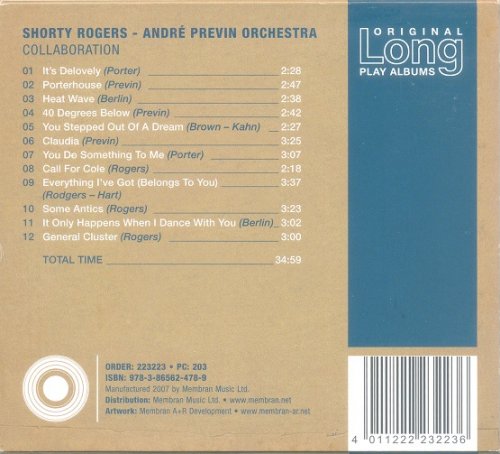 SHORTY ROGERS - ANDRÉ PREVIN ORCHESTRA
COLLABORATION
01 It's Delovely (Porter) 2:28
02 Porterhouse (Previn) 2:47
03 Heat Wave (Berlin) 2:38
04 40 Degrees Below (Previn) 2:42
05 You Stepped Out Of A Dream (Brown – Kahn) 2:27
06 Claudia (Previn) 3:25
07 You Do Something To Me (Porter) 3:07
08 Call For Cole (Rogers) 2:18
09 Everything I've Got (Belongs To You) 3:37
(Rodgers – Hart)
10 Some Antics (Rogers) 3:23
11 It Only Happens When I Dance With You (Berlin) 3:02
12 General Cluster (Rogers) 3:00
TOTAL TIME 34:59
ORIGINAL
Long
PLAY ALBUMS
ORDER: 223223 • PC: 203
ISBN: 978-3-86562-478-9
Manufactured 2007 by Membran Music Ltd.
Distribution: Membran Music Ltd. • www.membran.net
Artwork: Membran A+R Development • www-membran-ar.net
4 011222 232236